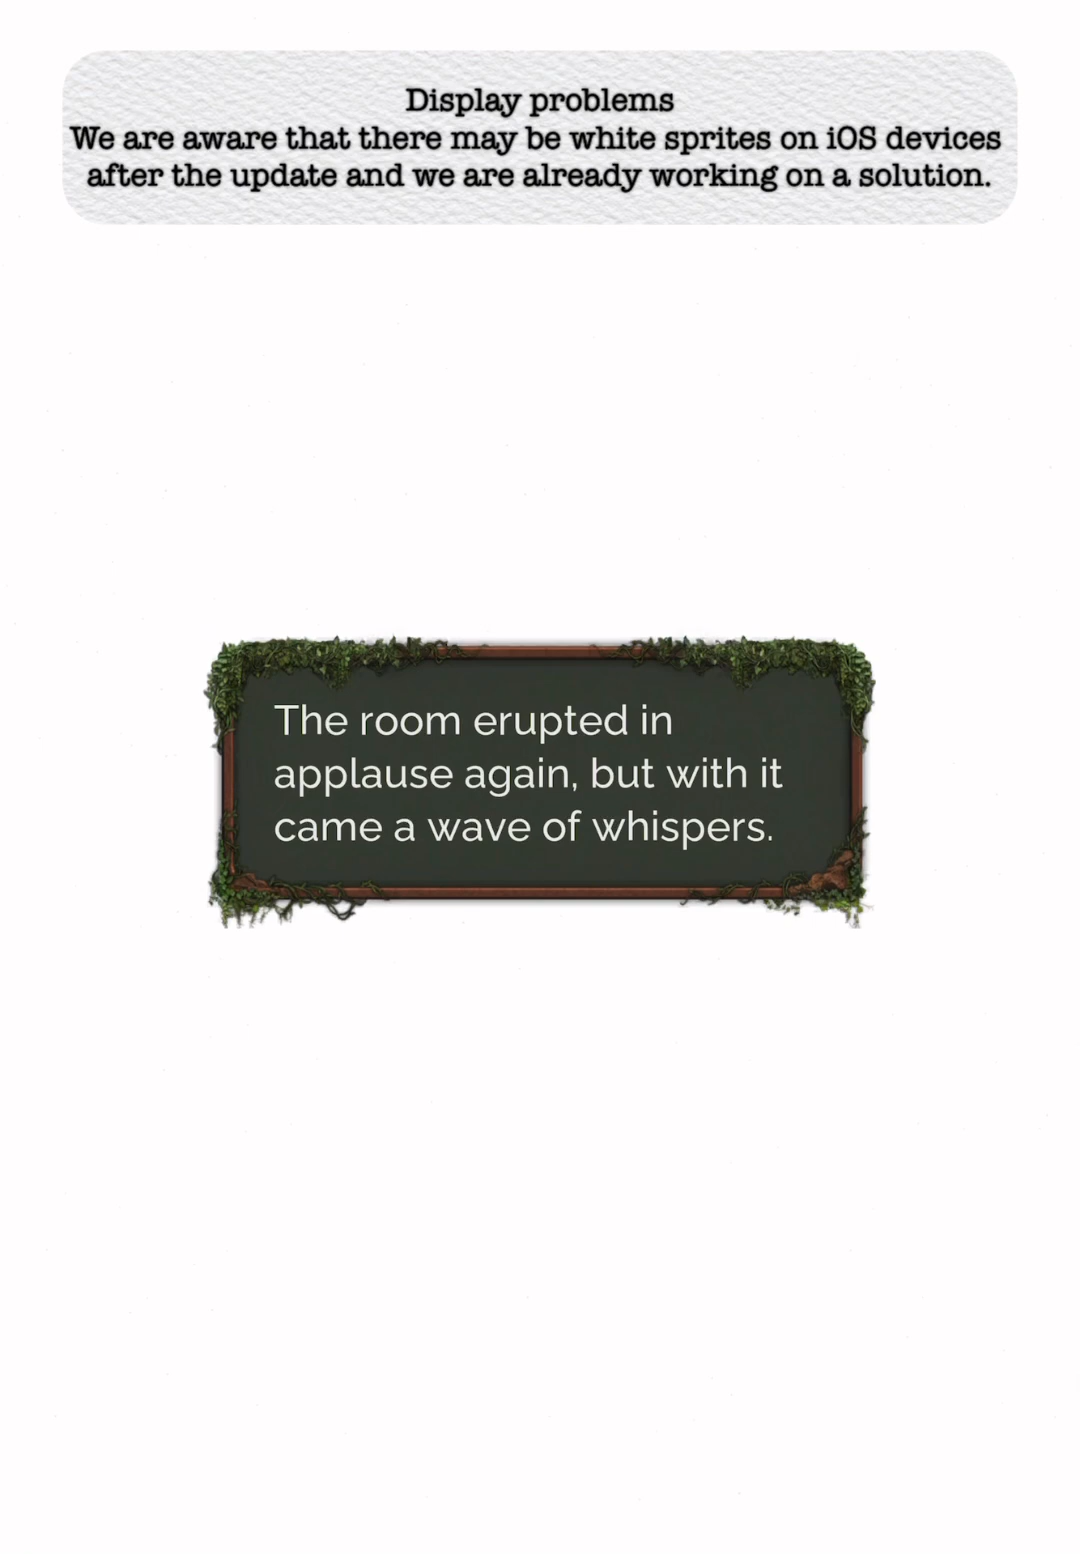 Display problems
We are aware that there may be white sprites on iOS devices
after the update and we are already working on a solution.
The room erupted in
applause again, but with it
came a wave of whispers.